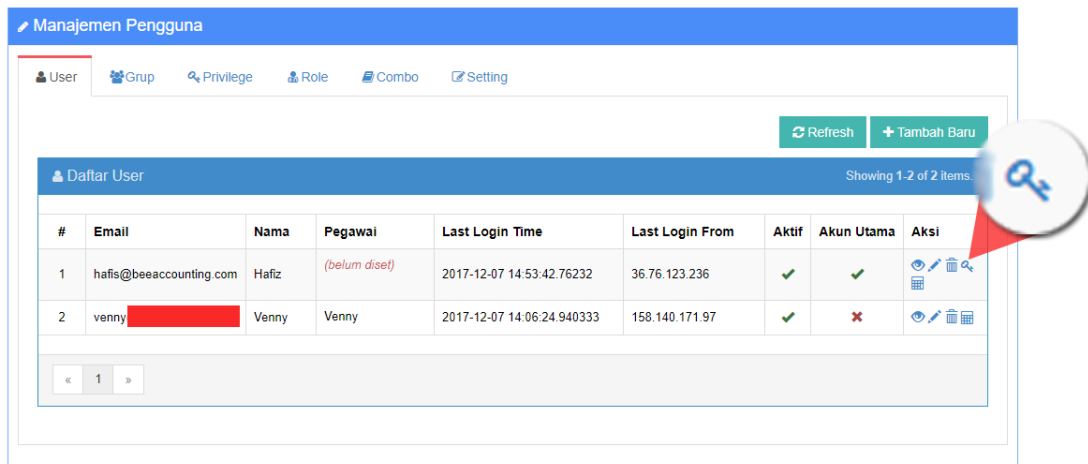 Manajemen Pengguna
User Grup Privilege Role Combo Setting
Refresh Tambah Baru
Daftar User Showing 1-2 of 2 items.
# Email Nama Pegawai Last Login Time Last Login From Aktif Akun Utama Aksi
1 hafis@beeaccounting.com Hafiz (belum diset) 2017-12-07 14:53:42.76232 36.76.123.236
2 venny Venny Venny 2017-12-07 14:06:24.940333 158.140.171.97
« 1 »